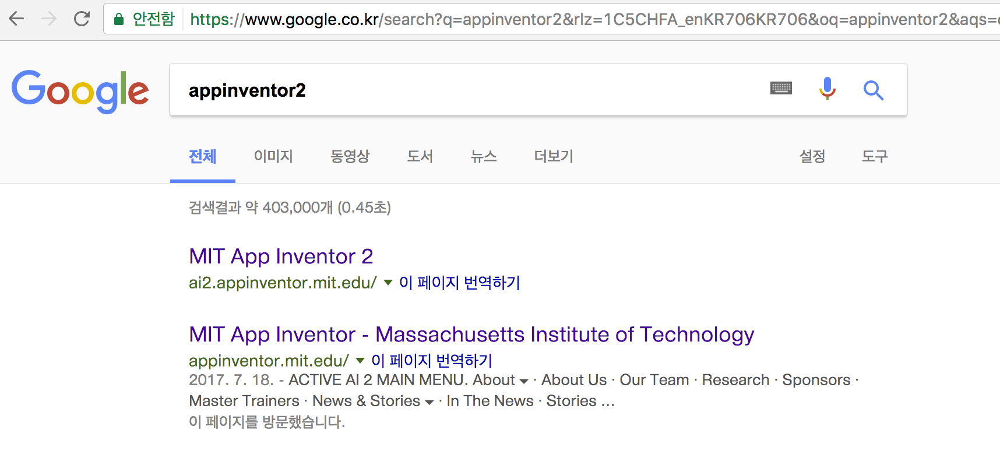 안전함 https://www.google.co.kr/search?q=appinventor2&rlz=1C5CHFA_enKR706KR706&oq=appinventor2&aqs=
Google appinventor2
전체 이미지 동영상 도서 뉴스 더보기 설정 도구
검색결과 약 403,000개 (0.45초)
MIT App Inventor 2
ai2.appinventor.mit.edu/ 이 페이지 번역하기
MIT App Inventor - Massachusetts Institute of Technology
appinventor.mit.edu/ 이 페이지 번역하기
2017. 7. 18. - ACTIVE AI 2 MAIN MENU. About · About Us · Our Team · Research · Sponsors ·
Master Trainers · News & Stories · In The News · Stories ...
이 페이지를 방문했습니다.